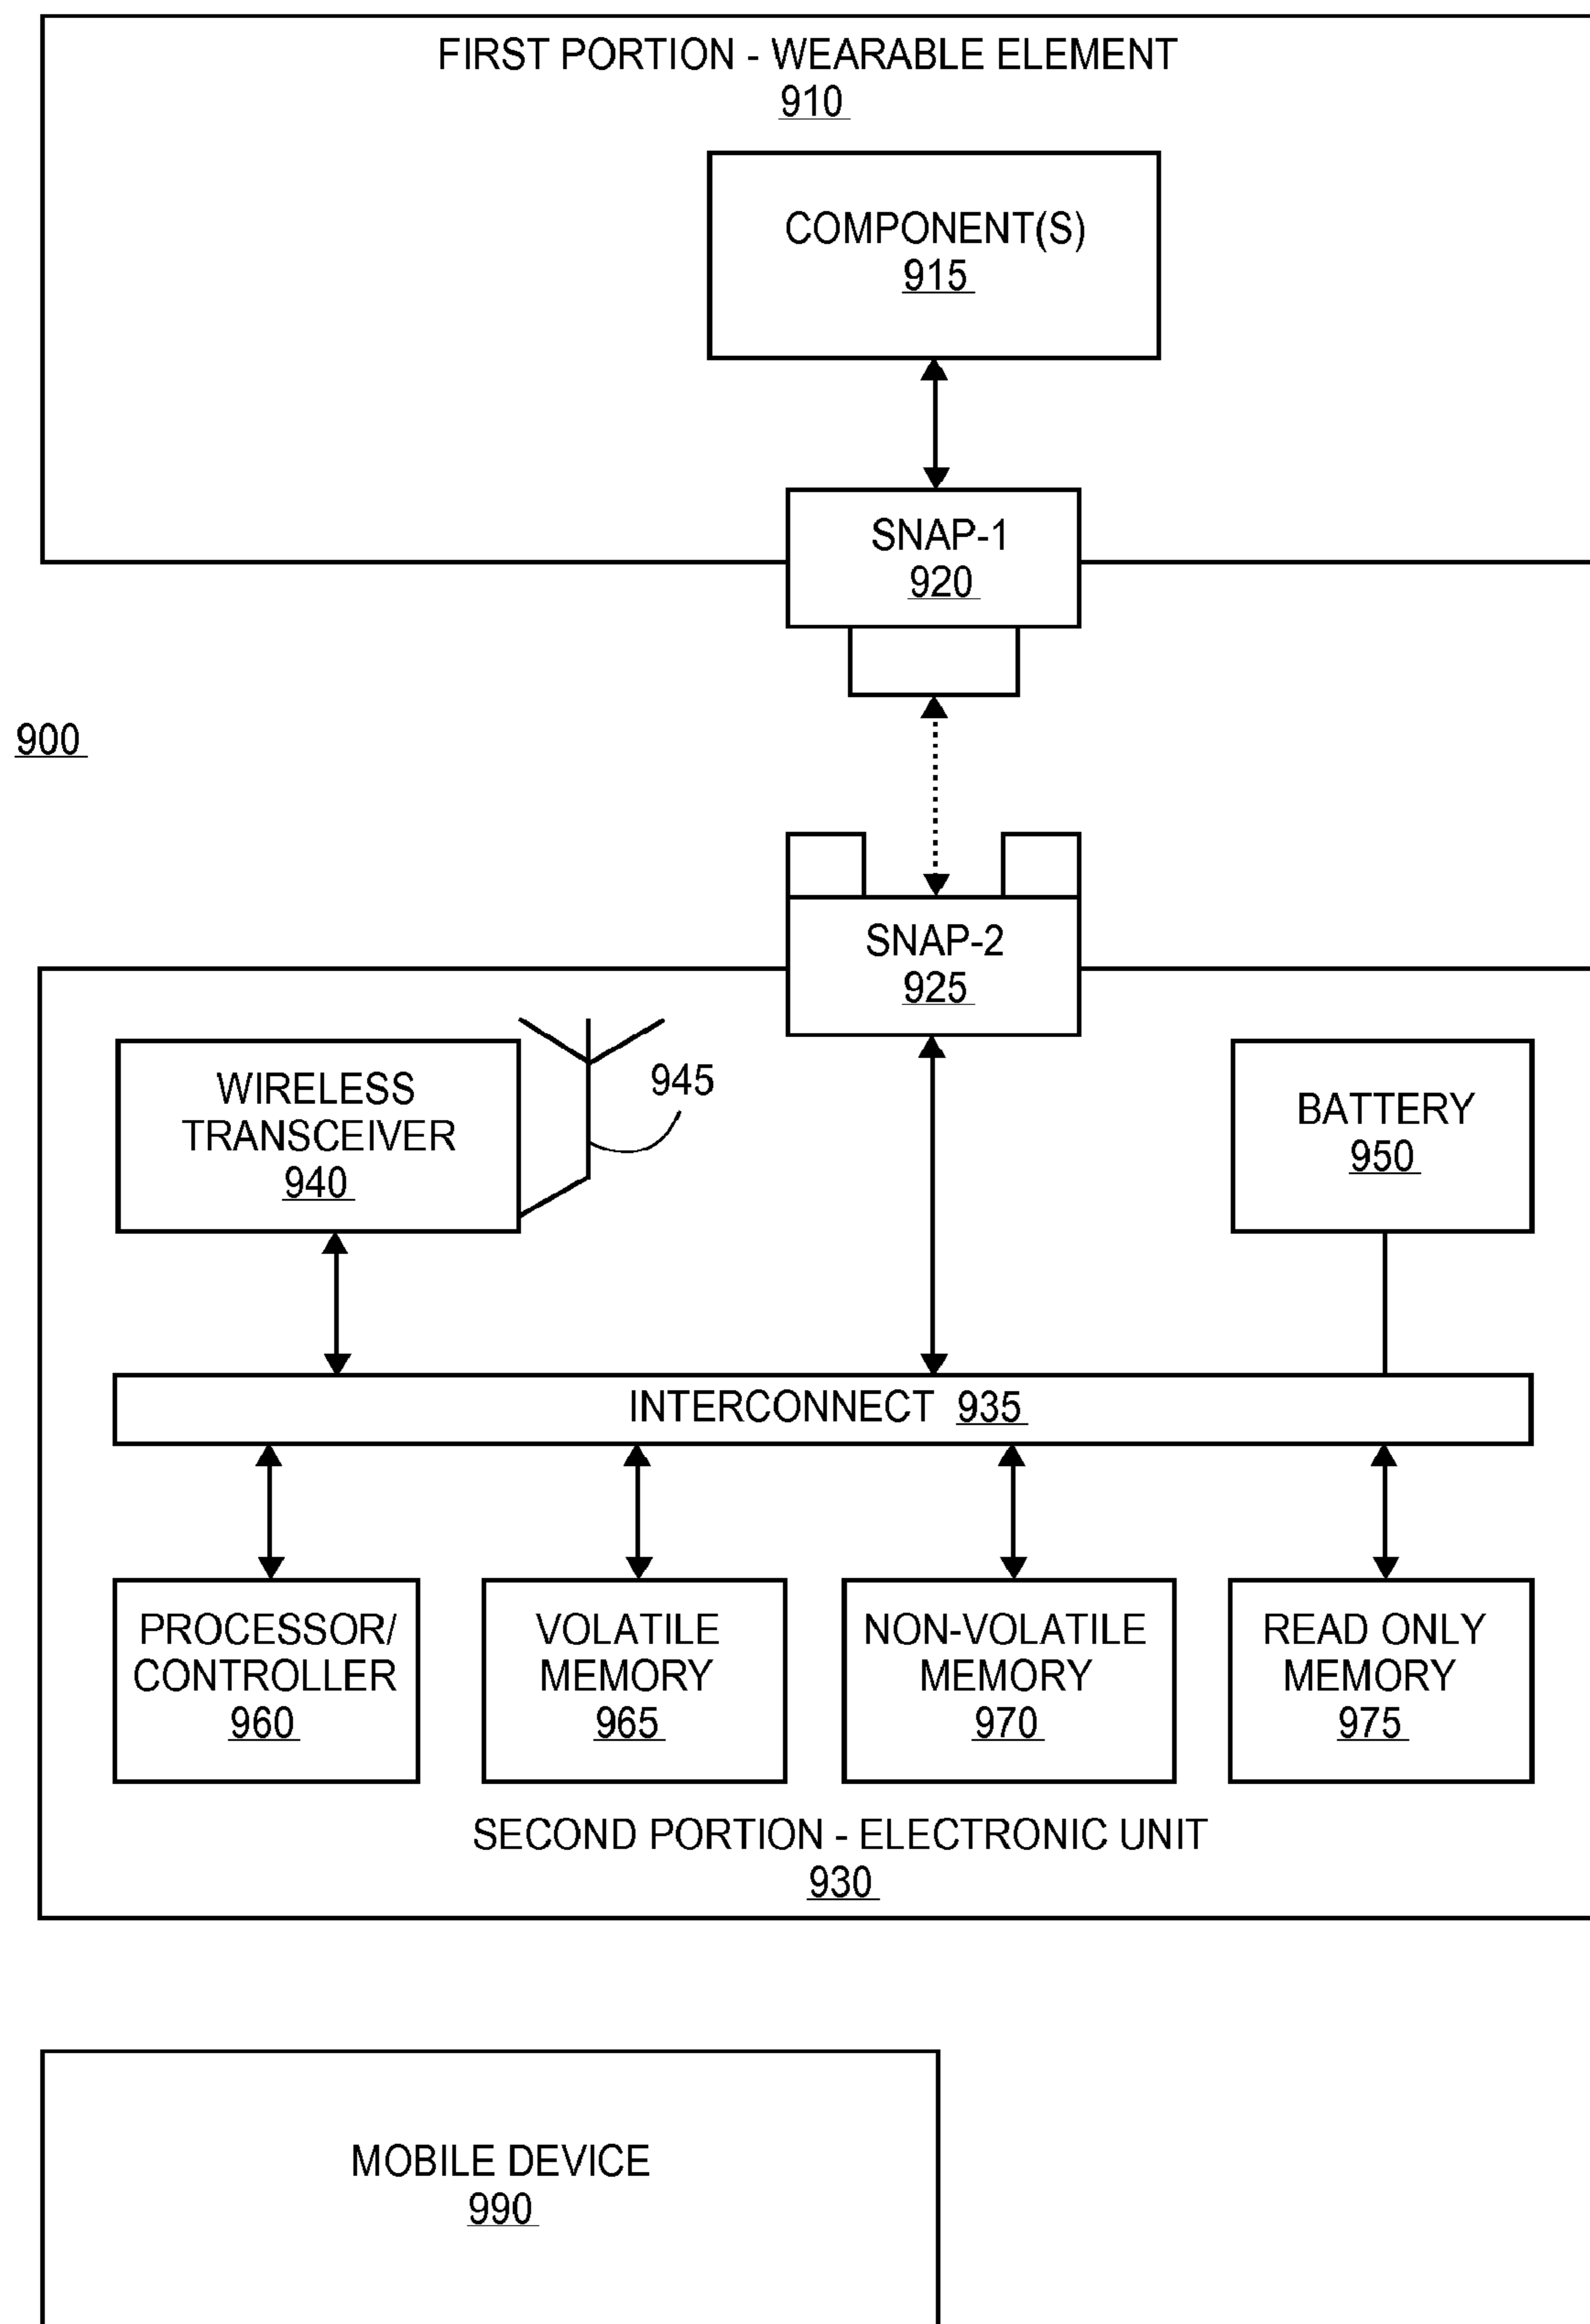 FIRST PORTION - WEARABLE ELEMENT
910
COMPONENT(S)
915
SNAP-1
920
900
SNAP-2
925
WIRELESS
TRANSCEIVER
940
945
BATTERY
950
INTERCONNECT 935
PROCESSOR/
CONTROLLER
960
VOLATILE
MEMORY
965
NON-VOLATILE
MEMORY
970
READ ONLY
MEMORY
975
SECOND PORTION - ELECTRONIC UNIT
930
MOBILE DEVICE
990